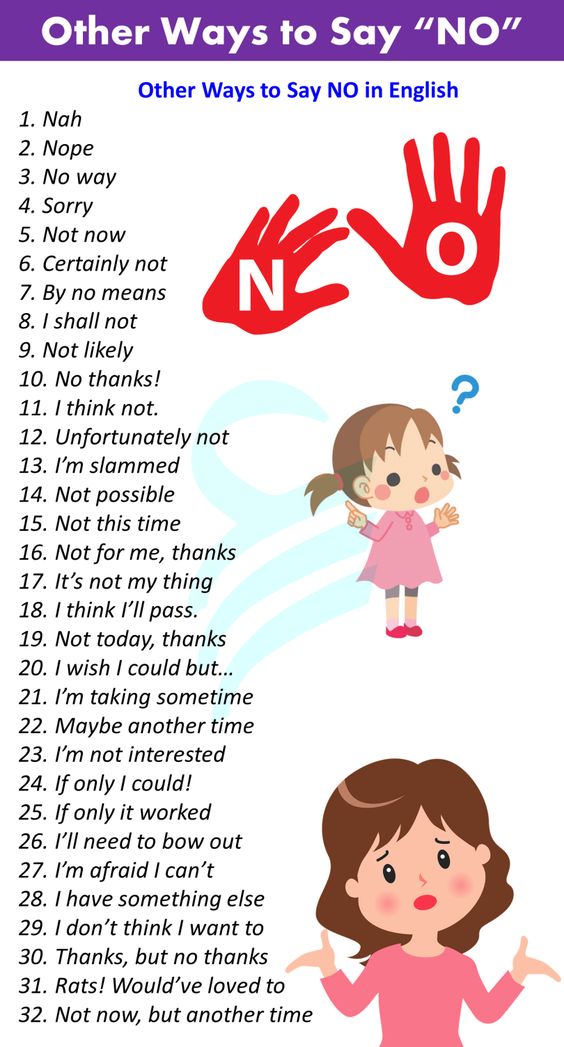 Other Ways to Say “NO”
Other Ways to Say NO in English
1. Nah
2. Nope
3. No way
4. Sorry
5. Not now
6. Certainly not
7. By no means
8. I shall not
9. Not likely
10. No thanks!
11. I think not.
12. Unfortunately not
13. I’m slammed
14. Not possible
15. Not this time
16. Not for me, thanks
17. It’s not my thing
18. I think I’ll pass.
19. Not today, thanks
20. I wish I could but…
21. I’m taking sometime
22. Maybe another time
23. I’m not interested
24. If only I could!
25. If only it worked
26. I’ll need to bow out
27. I’m afraid I can’t
28. I have something else
29. I don’t think I want to
30. Thanks, but no thanks
31. Rats! Would’ve loved to
32. Not now, but another time
N O
?